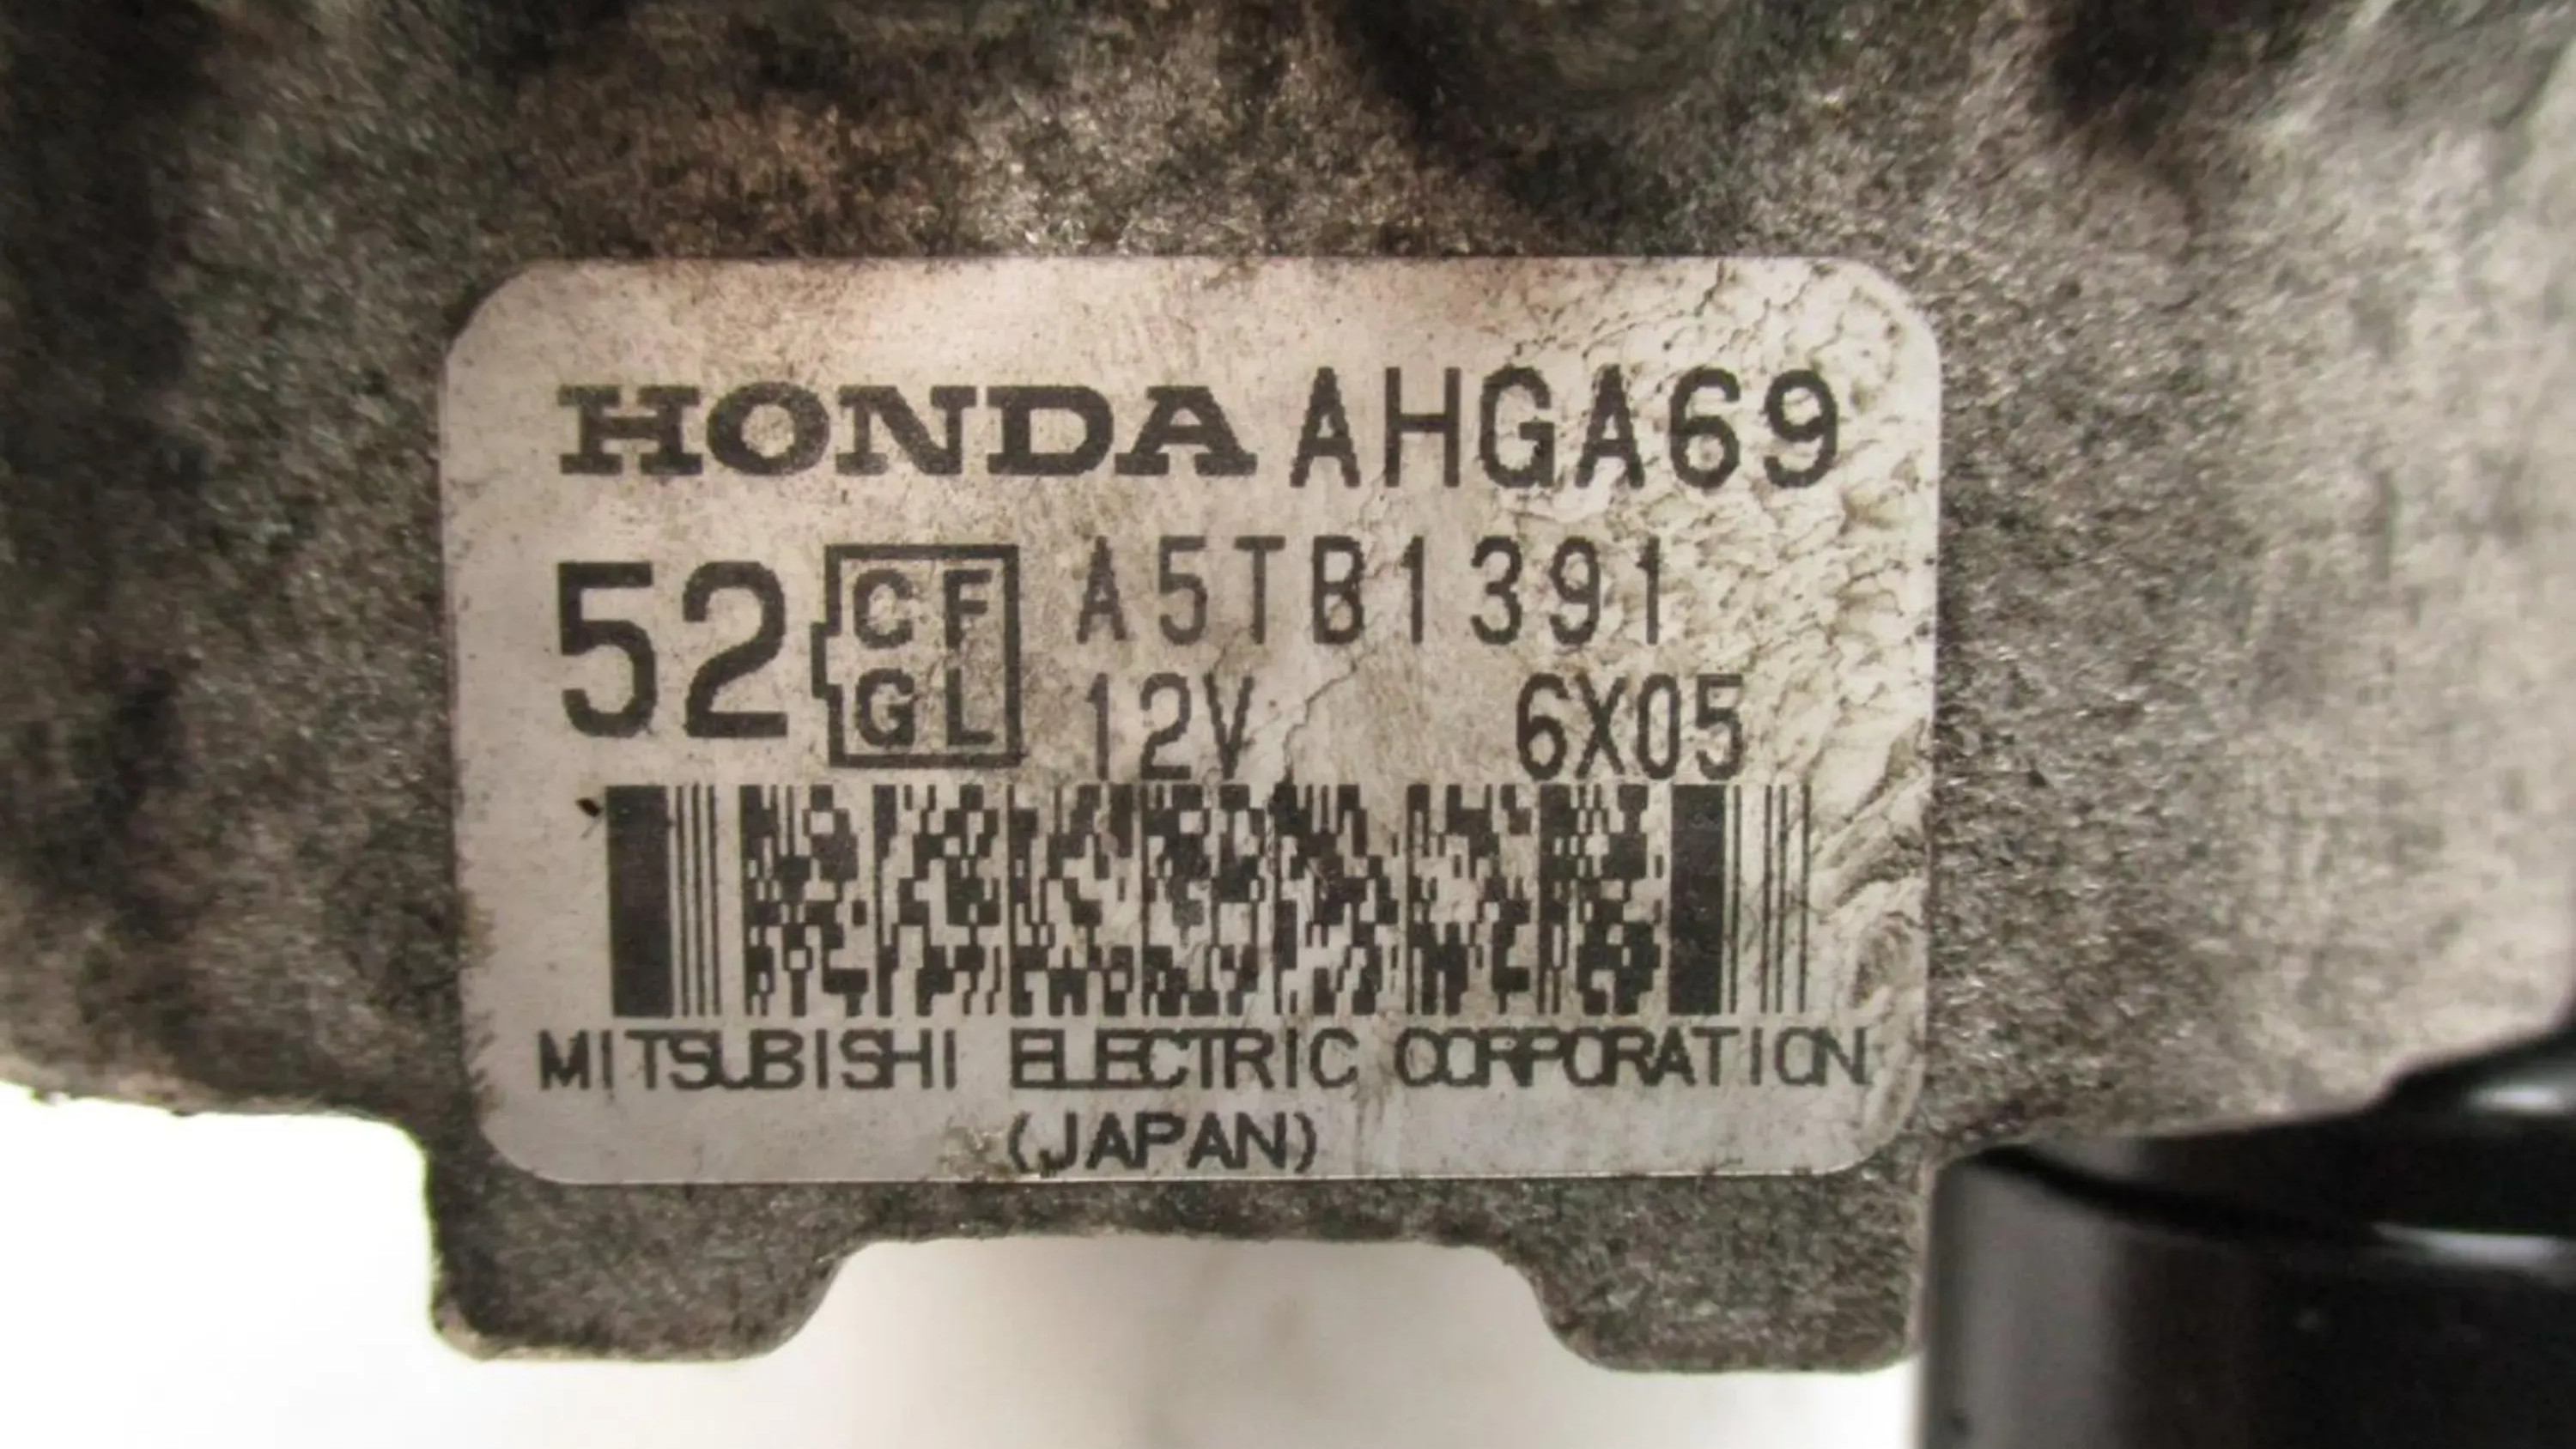 HONDA AHGA69
52 CF GL A5TB1391
12V 6X05
MITSUBISHI ELECTRIC CORPORATION
(JAPAN)